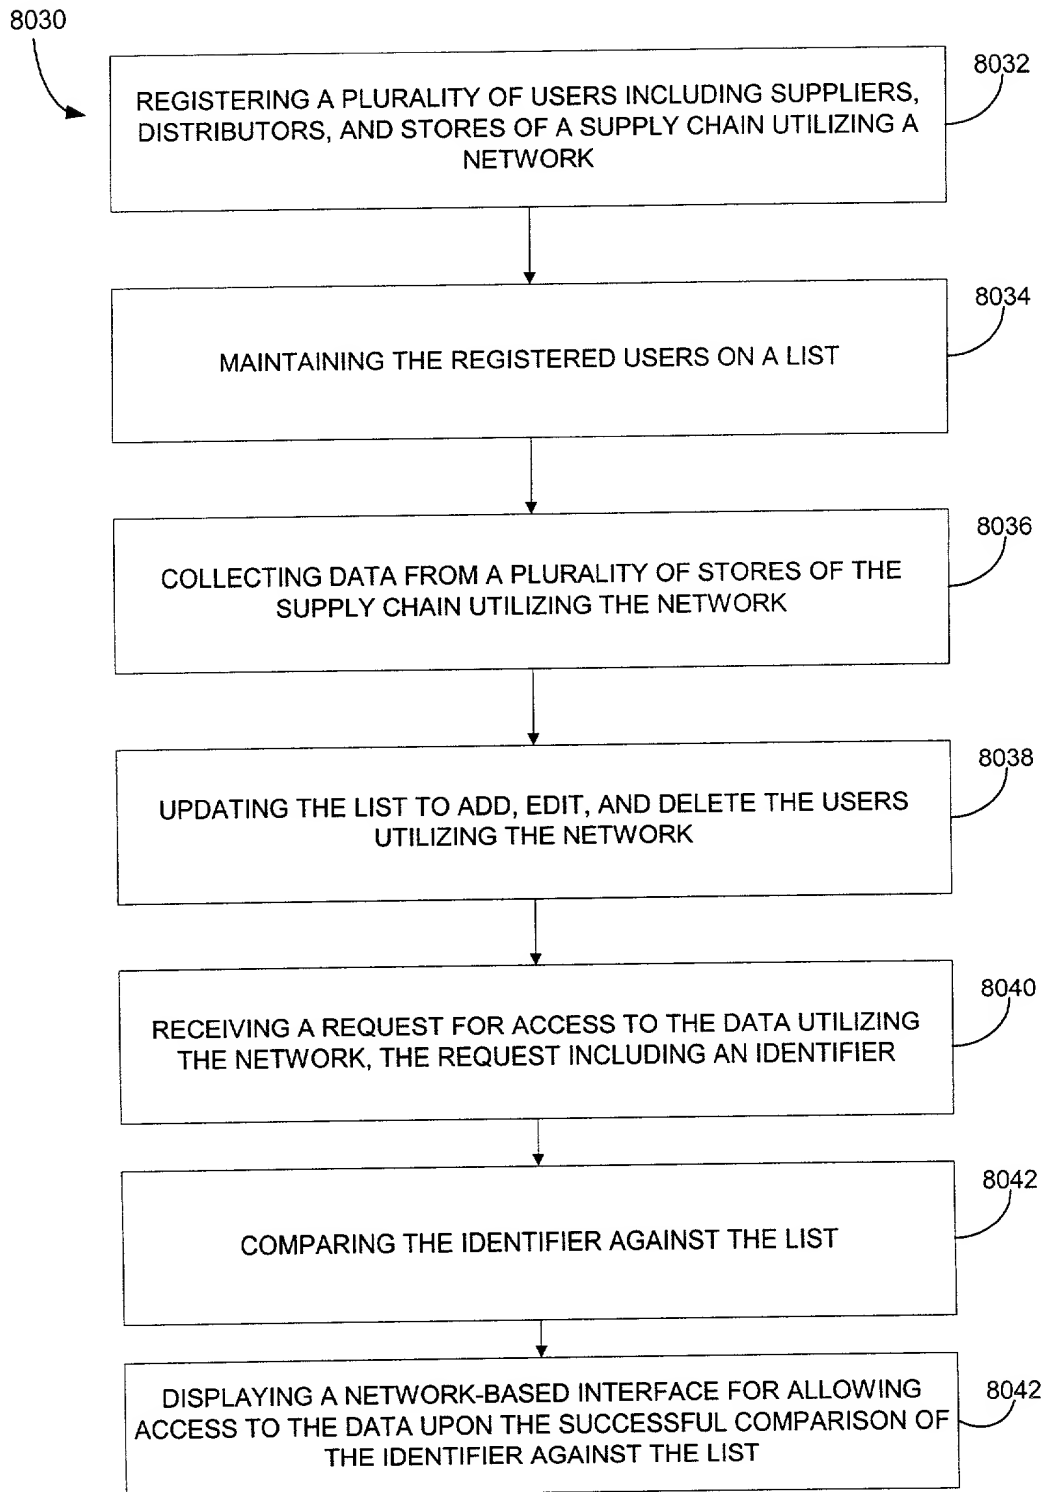 8030
8032
REGISTERING A PLURALITY OF USERS INCLUDING SUPPLIERS,
DISTRIBUTORS, AND STORES OF A SUPPLY CHAIN UTILIZING A
NETWORK
8034
MAINTAINING THE REGISTERED USERS ON A LIST
8036
COLLECTING DATA FROM A PLURALITY OF STORES OF THE
SUPPLY CHAIN UTILIZING THE NETWORK
8038
UPDATING THE LIST TO ADD, EDIT, AND DELETE THE USERS
UTILIZING THE NETWORK
8040
RECEIVING A REQUEST FOR ACCESS TO THE DATA UTILIZING
THE NETWORK, THE REQUEST INCLUDING AN IDENTIFIER
8042
COMPARING THE IDENTIFIER AGAINST THE LIST
8042
DISPLAYING A NETWORK-BASED INTERFACE FOR ALLOWING
ACCESS TO THE DATA UPON THE SUCCESSFUL COMPARISON OF
THE IDENTIFIER AGAINST THE LIST